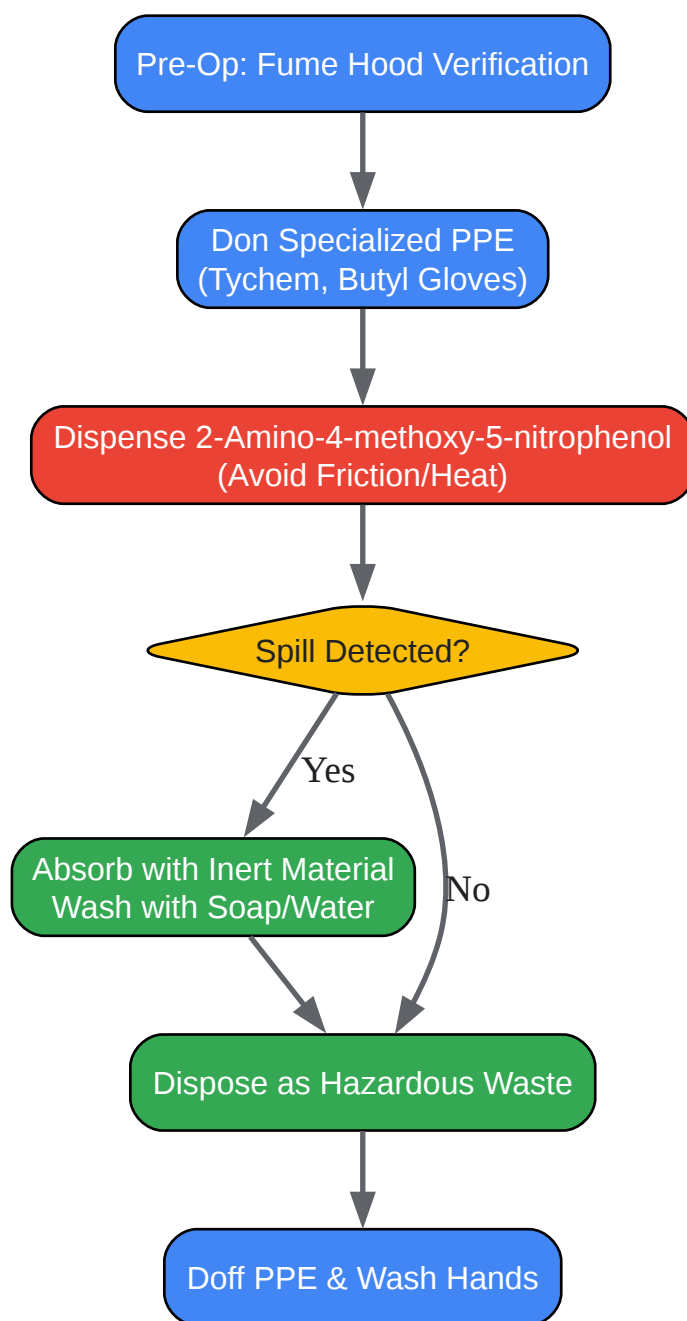 Pre-Op: Fume Hood Verification
Don Specialized PPE
(Tychem, Butyl Gloves)
Dispense 2-Amino-4-methoxy-5-nitrophenol
(Avoid Friction/Heat)
Spill Detected?
Yes
Absorb with Inert Material
Wash with Soap/Water
No
Dispose as Hazardous Waste
Doff PPE & Wash Hands